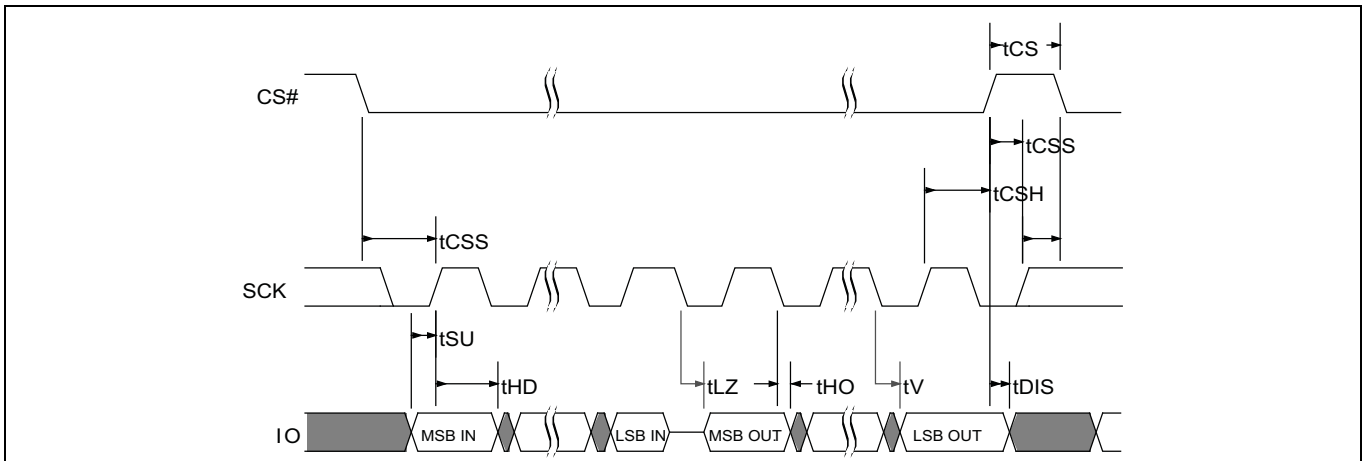 tCS
CS#
tCSS
tCSH
tCSS
SCK
tSU
tHD
tLZ
tHO
tV
tDIS
IO
MSB IN
LSB IN
MSB OUT
LSB OUT